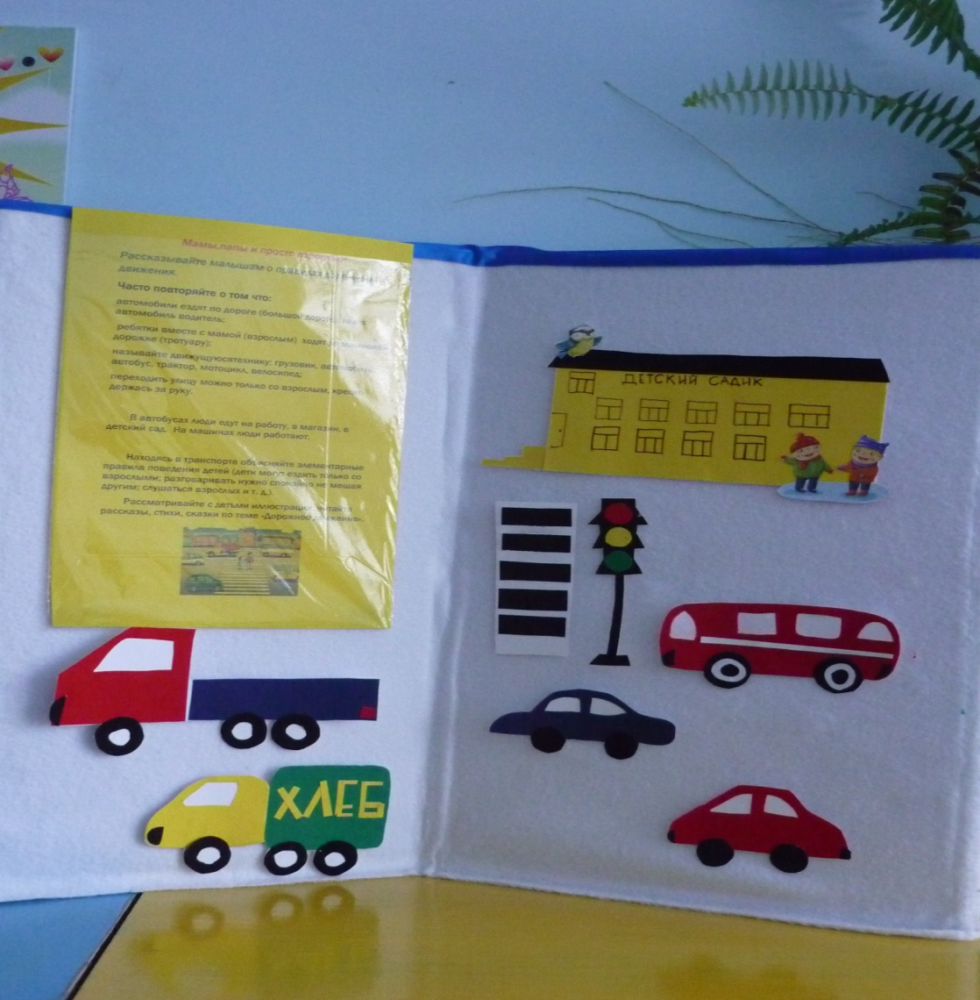 Мамы,папы и просто взрослые
Рассказывайте малышам о правилах дорожного
движения.
Часто повторяйте о том что:
автомобили ездят по дороге (большой дороге),
автомобиль водитель;
ребятки вместе с мамой (взрослым) ходят по маленькой
дорожке (тротуару);
называйте движущуюсятехнику: грузовик, автомобиль,
автобус, трактор, мотоцикл, велосипед;
переходить улицу можно только со взрослым, крепко
держась за руку.
В автобусах люди едут на работу, в магазин, в
детский сад. На машинах люди работают.
Находясь в транспорте объясняйте элементарные
правила поведения детей (дети могут ездить только со
взрослыми; разговаривать нужно спокойно не мешая
другим; слушаться взрослых и т. д.).
Рассматривайте с детьми иллюстрации, читайте
рассказы, стихи, сказки по теме «Дорожное движение».
ДЕТСКИЙ САДИК
ХЛЕБ